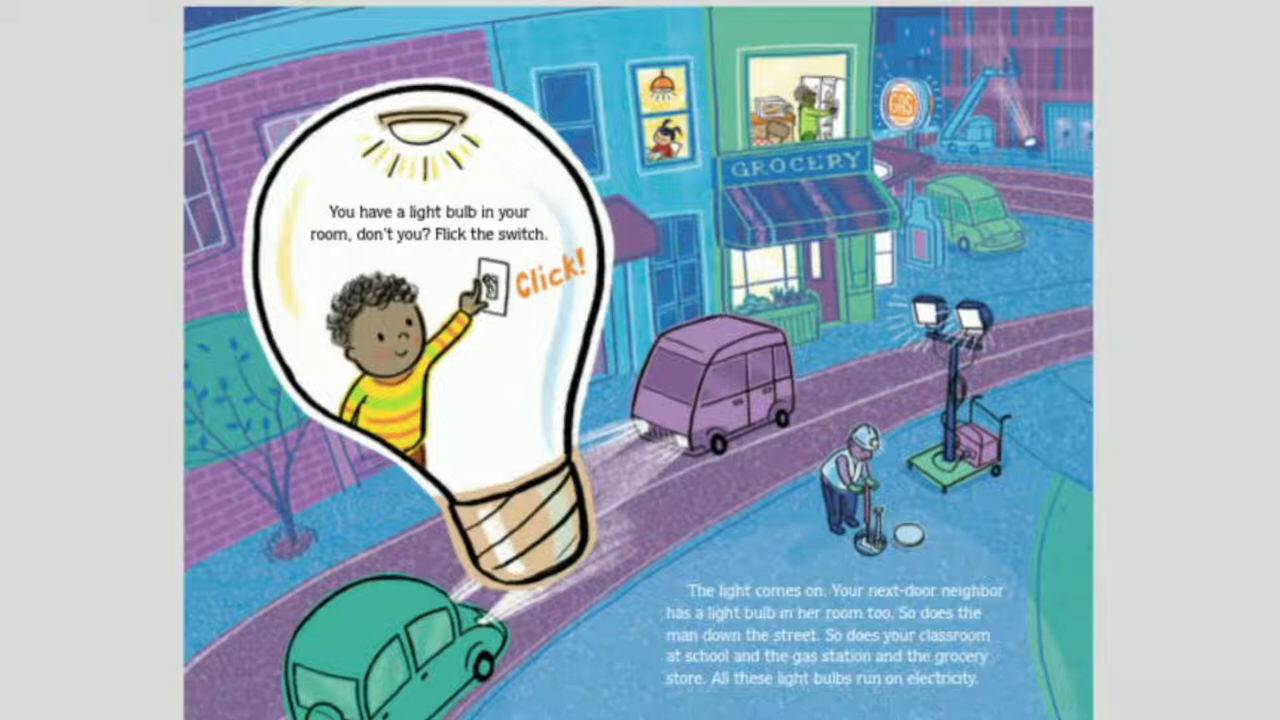 You have a light bulb in your
room, don't you? Flick the switch.
Click!
GROCERY
GAS
The light comes on. Your next-door neighbor
has a light bulb in her room too. So does the
man down the street. So does your classroom
at school and the gas station and the grocery
store. All these light bulbs run on electricity.